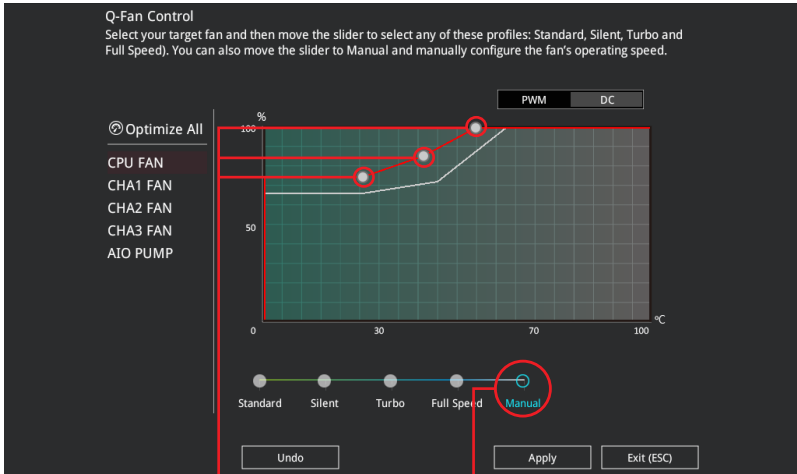 Q-Fan Control
Select your target fan and then move the slider to select any of these profiles: Standard, Silent, Turbo and
Full Speed). You can also move the slider to Manual and manually configure the fan's operating speed.
PWM DC
Optimize All
CPU FAN
CHA1 FAN
CHA2 FAN
CHA3 FAN
AIO PUMP
%
100
50
0 30 70 100
ºC
Standard Silent Turbo Full Speed Manual
Undo Apply Exit (ESC)